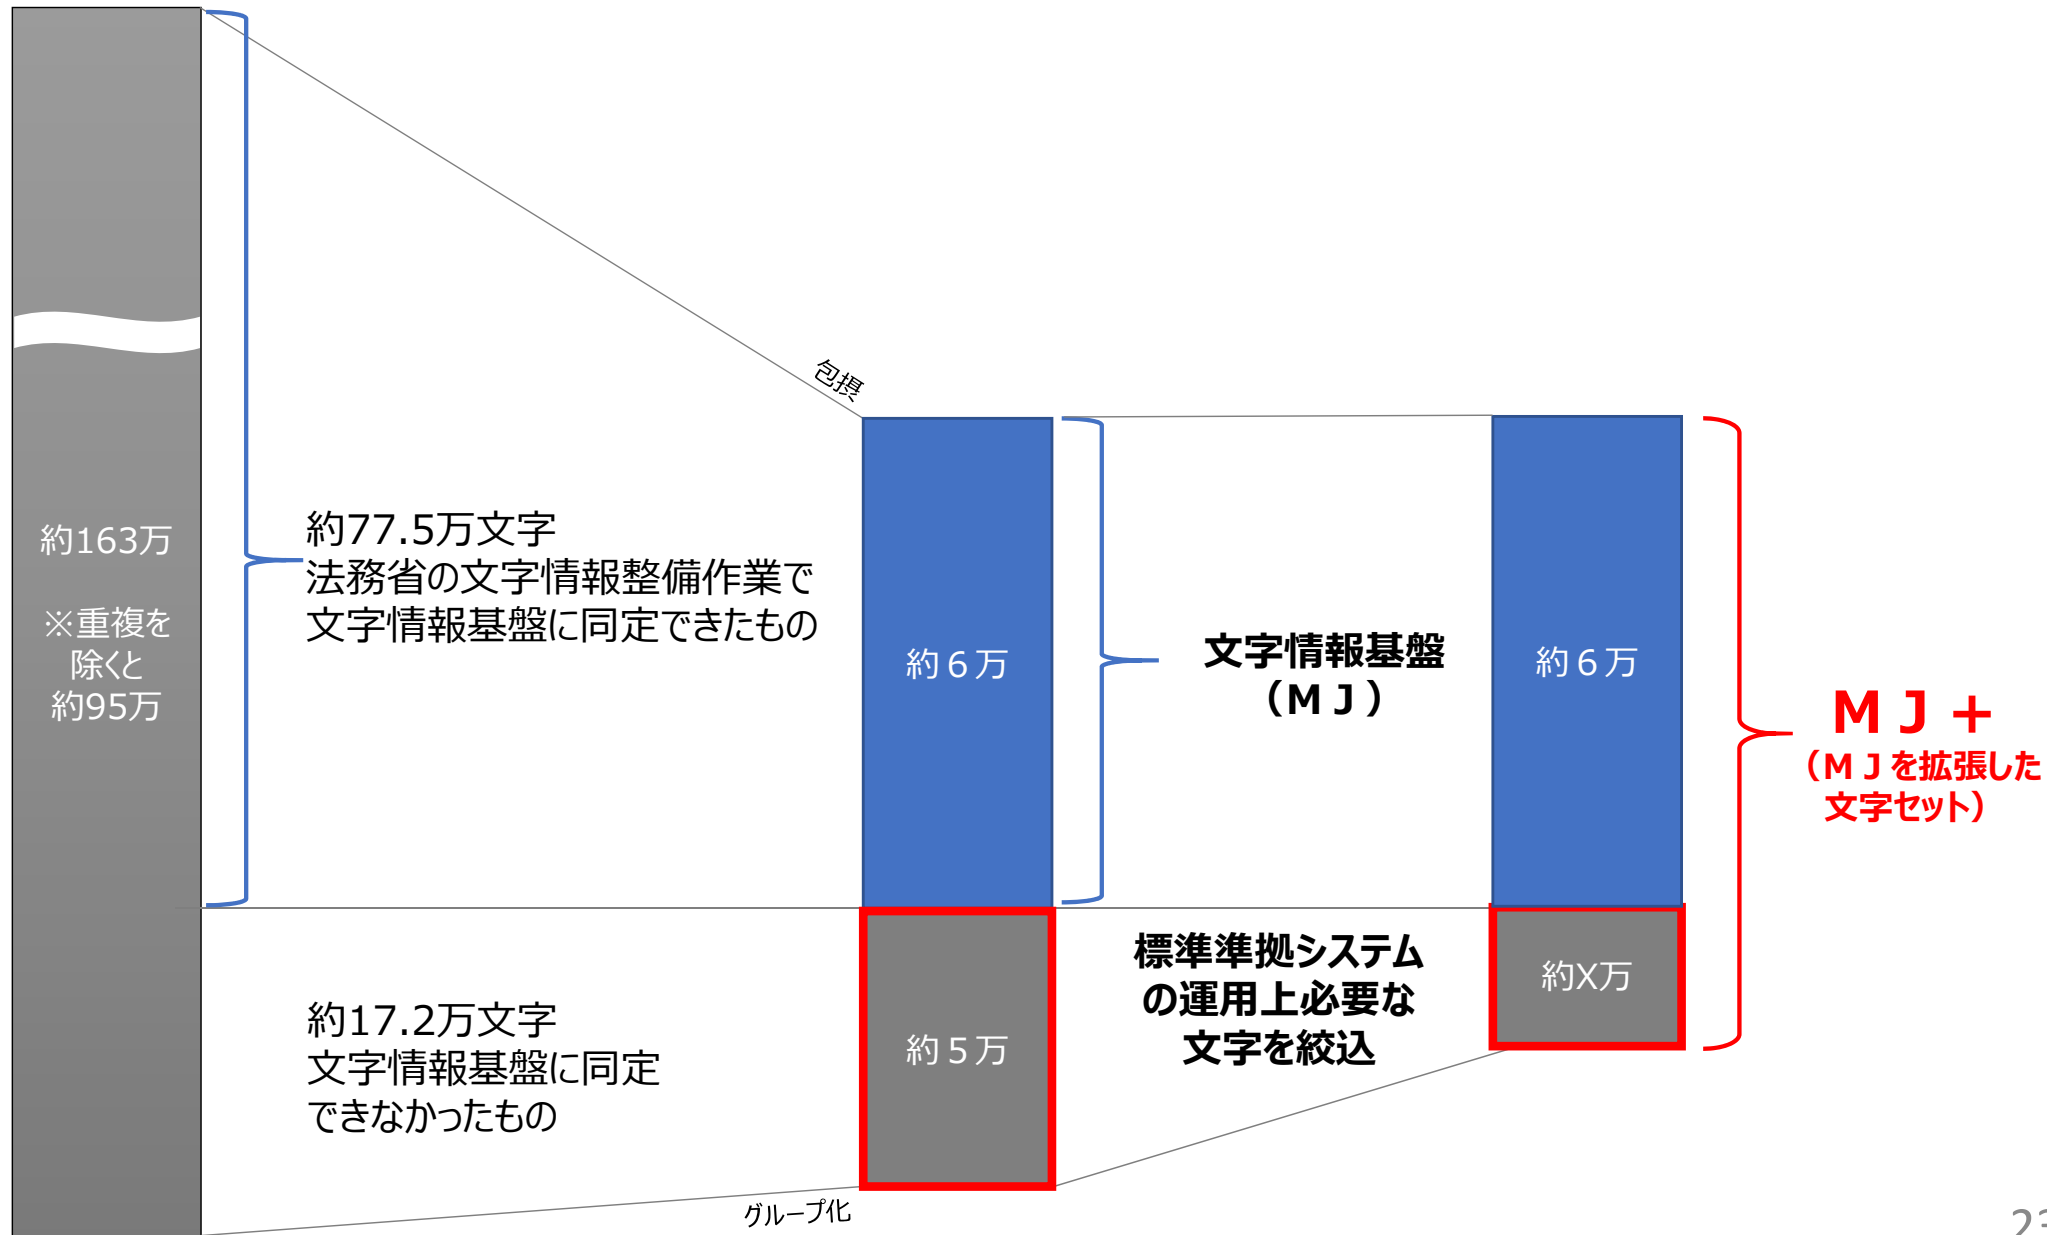 約163万
※重複を
除くと
約95万
約77.5万文字
法務省の文字情報整備作業で
文字情報基盤に同定できたもの
約17.2万文字
文字情報基盤に同定
できなかったもの
包摂
グループ化
約６万
約５万
文字情報基盤
（ＭＪ）
標準準拠システム
の運用上必要な
文字を絞込
約６万
約X万
ＭＪ＋
（ＭＪを拡張した
文字セット）